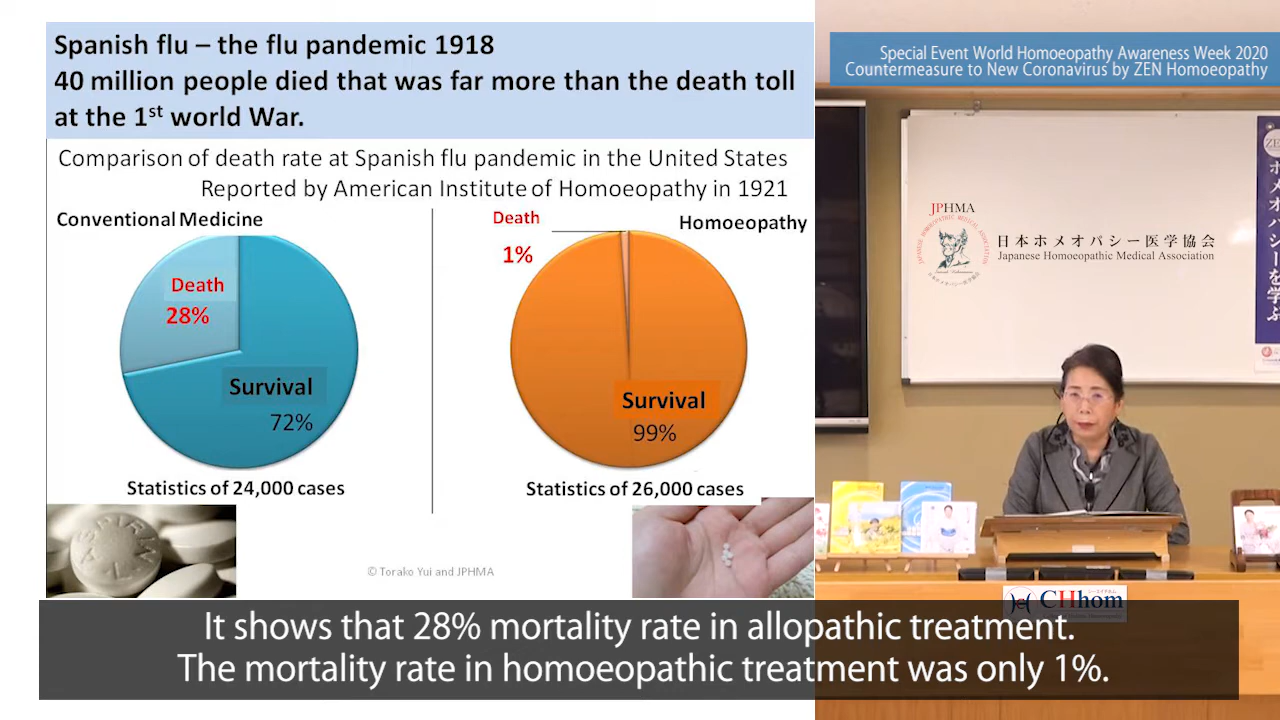 Spanish flu – the flu pandemic 1918
40 million people died that was far more than the death toll
at the 1st world War.
Comparison of death rate at Spanish flu pandemic in the United States
Reported by American Institute of Homoeopathy in 1921
Conventional Medicine
Death
28%
Survival
72%
Statistics of 24,000 cases
Death
1%
Homoeopathy
Survival
99%
Statistics of 26,000 cases
ASPIRIN
© Torako Yui and JPHMA
Special Event World Homoeopathy Awareness Week 2020
Countermeasure to New Coronavirus by ZEN Homoeopathy
JPHMA
日本ホメオパシー医学協会
Japanese Homoeopathic Medical Association
ホメオパシーを学ぶ
CHhom
It shows that 28% mortality rate in allopathic treatment.
The mortality rate in homoeopathic treatment was only 1%.